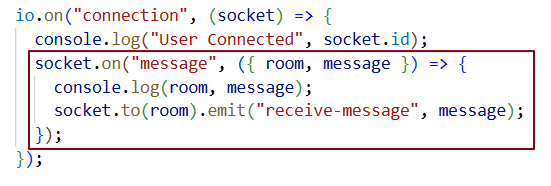 io.on("connection", (socket) => {
  console.log("User Connected", socket.id);
  socket.on("message", ({ room, message }) => {
    console.log(room, message);
    socket.to(room).emit("receive-message", message);
  });
});